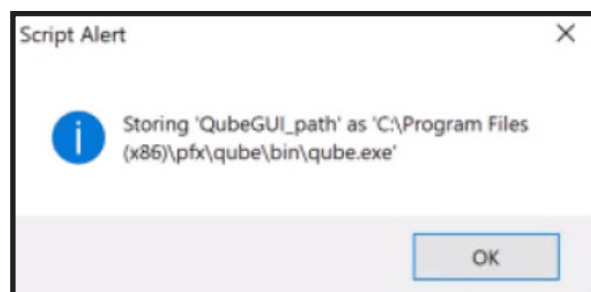 Script Alert
Storing 'QubeGUI_path' as 'C:\Program Files
(x86)\pfx\qube\bin\qube.exe'
OK